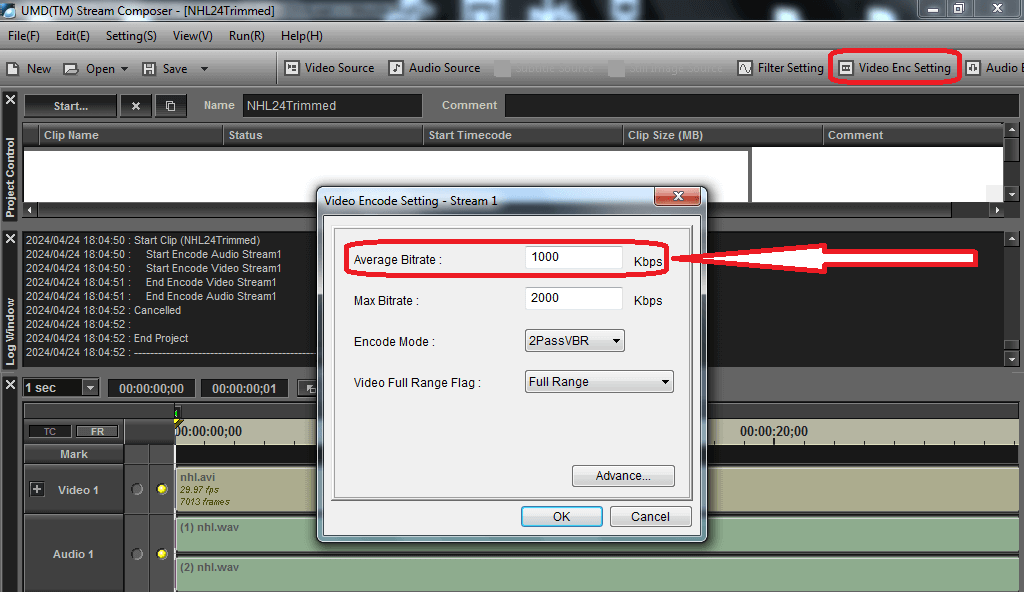 UMD(TM) Stream Composer - [NHL24Trimmed]
File(F) Edit(E) Setting(S) View(V) Run(R) Help(H)
New Open Save Video Source Audio Source Filter Setting Video Enc Setting Audio E
Start... Name NHL24Trimmed Comment
Clip Name Status Start Timecode Clip Size (MB) Comment
Project Control
2024/04/24 18:04:50 : Start Clip (NHL24Trimmed)
2024/04/24 18:04:50 : Start Encode Audio Stream1
2024/04/24 18:04:50 : Start Encode Video Stream1
2024/04/24 18:04:51 : End Encode Video Stream1
2024/04/24 18:04:51 : End Encode Audio Stream1
2024/04/24 18:04:52 : Cancelled
2024/04/24 18:04:52 :
2024/04/24 18:04:52 : End Project
2024/04/24 18:04:52 : ------------------------------------------------
Log Window
Video Encode Setting - Stream 1
Average Bitrate : 1000 Kbps
Max Bitrate : 2000 Kbps
Encode Mode : 2PassVBR
Video Full Range Flag : Full Range
Advance...
OK Cancel
1 sec 00:00:00;00 00:00:00;01
TC FR 00:00:00;00 00:00:20;00
Mark
Video 1
nhl.avi
29.97 fps
7013 frames
Audio 1
(1) nhl.wav
(2) nhl.wav